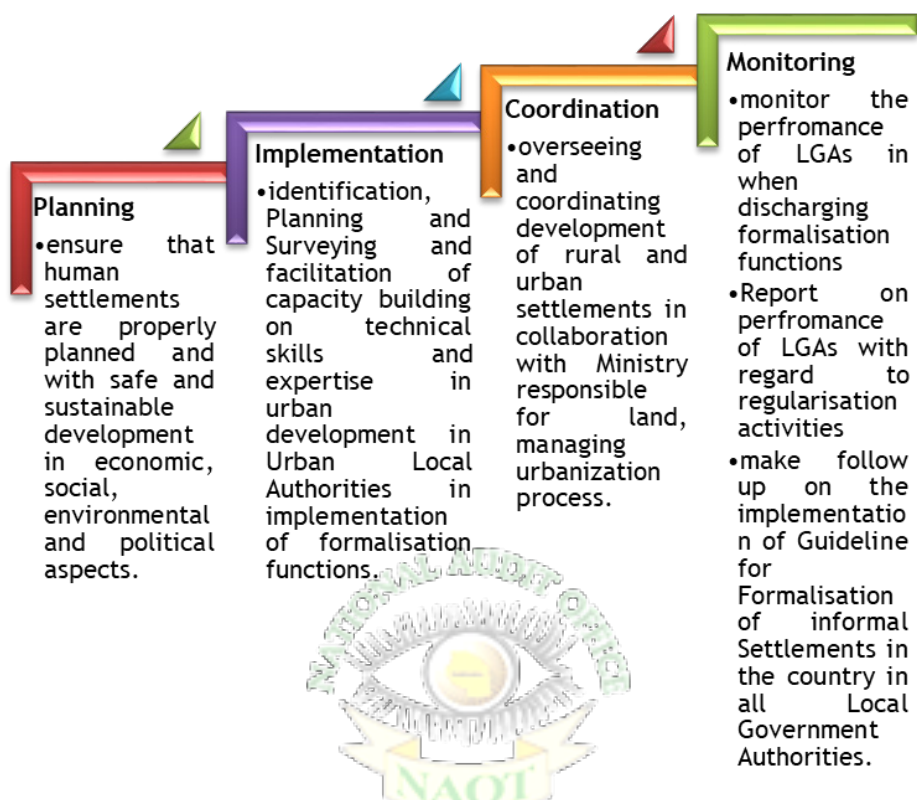 Planning
•ensure that
human
settlements
are properly
planned and
with safe and
sustainable
development
in economic,
social,
environmental
and political
aspects.
Implementation
•identification,
Planning and
Surveying and
facilitation of
capacity building
on technical
skills and
expertise in
urban
development in
Urban Local
Authorities in
implementation
of formalisation
functions.
Coordination
•overseeing
and
coordinating
development
of rural and
urban
settlements in
collaboration
with Ministry
responsible
for land,
managing
urbanization
process.
Monitoring
•monitor the
perfromance
of LGAs in
when
discharging
formalisation
functions
•Report on
perfromance
of LGAs with
regard to
regularisation
activities
•make follow
up on the
implementatio
n of Guideline
for
Formalisation
of informal
Settlements in
the country in
all Local
Government
Authorities.
NATIONAL AUDIT OFFICE
NAOT